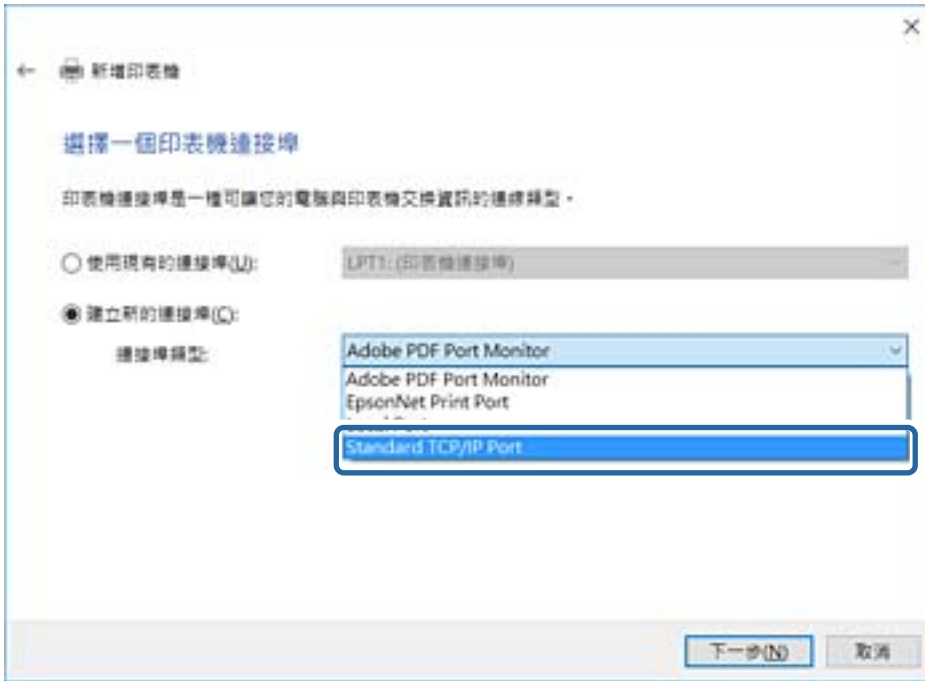 新增印表機
選擇一個印表機連接埠
印表機連接埠是一種可讓您的電腦與印表機交換資訊的連線類型。
使用現有的連接埠(U):
LPT1: (印表機連接埠)
建立新的連接埠(C):
連接埠類型:
Adobe PDF Port Monitor
Adobe PDF Port Monitor
EpsonNet Print Port
Local Port
Standard TCP/IP Port
下一步(N)
取消